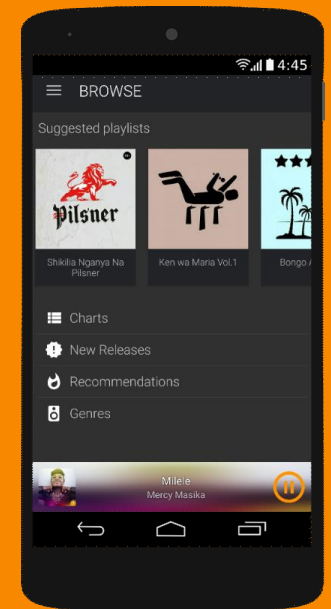 4:45
BROWSE
Suggested playlists
Pilsner
Shikilia Nganya Na
Pilsner
Ken wa Maria Vol.1
Bongo
Charts
New Releases
Recommendations
Genres
Milele
Mercy Masika